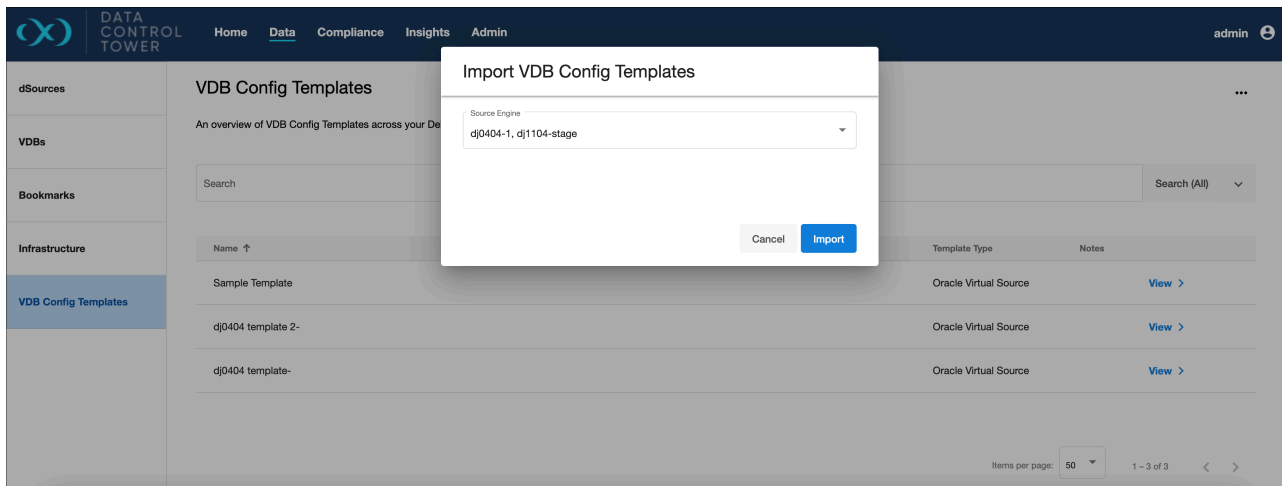 DATA
CONTROL
TOWER
Home Data Compliance Insights Admin
admin
dSources
VDBs
Bookmarks
Infrastructure
VDB Config Templates
VDB Config Templates
An overview of VDB Config Templates across your De
Search
Search (All)
Import VDB Config Templates
Source Engine
dj0404-1, dj1104-stage
Cancel Import
Name Template Type Notes
Sample Template Oracle Virtual Source View
dj0404 template 2- Oracle Virtual Source View
dj0404 template- Oracle Virtual Source View
Items per page: 50 1 – 3 of 3